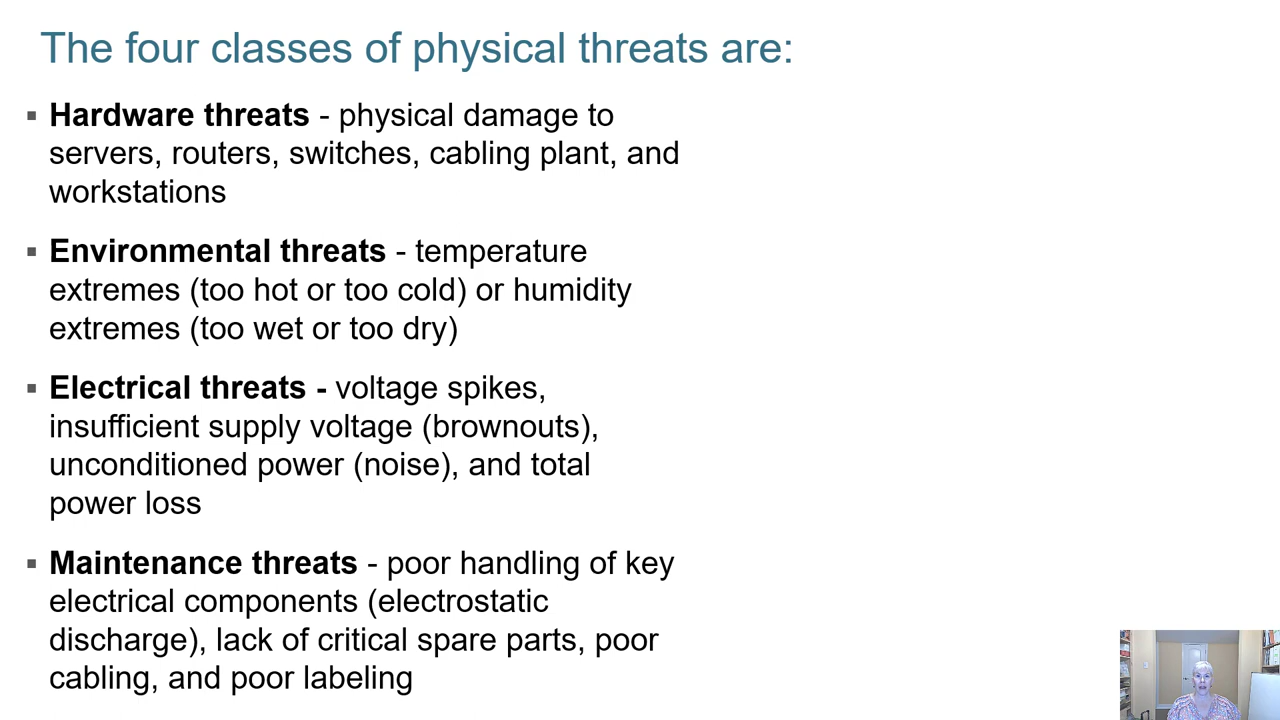 The four classes of physical threats are:
▪ Hardware threats - physical damage to
servers, routers, switches, cabling plant, and
workstations
▪ Environmental threats - temperature
extremes (too hot or too cold) or humidity
extremes (too wet or too dry)
▪ Electrical threats - voltage spikes,
insufficient supply voltage (brownouts),
unconditioned power (noise), and total
power loss
▪ Maintenance threats - poor handling of key
electrical components (electrostatic
discharge), lack of critical spare parts, poor
cabling, and poor labeling